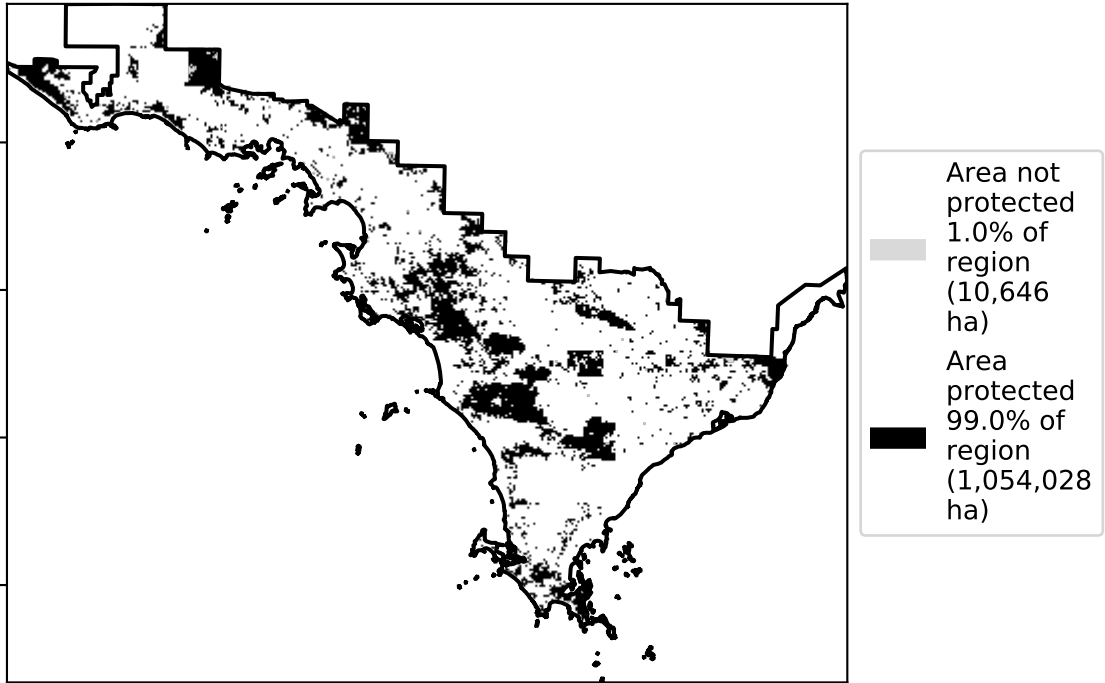 Area not
protected
1.0% of
region
(10,646
ha)
Area
protected
99.0% of
region
(1,054,028
ha)